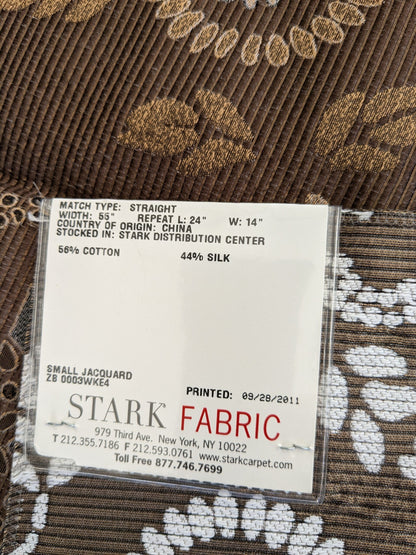 MATCH TYPE: STRAIGHT
WIDTH: 55" REPEAT L: 24" W: 14"
COUNTRY OF ORIGIN: CHINA
STOCKED IN: STARK DISTRIBUTION CENTER
56% COTTON 44% SILK
SMALL JACQUARD
ZB 0003WKE4
PRINTED: 09/28/2011
STARK® FABRIC
979 Third Ave. New York, NY 10022
T 212.355.7186 F 212.593.0761 www.starkcarpet.com
Toll Free 877.746.7699